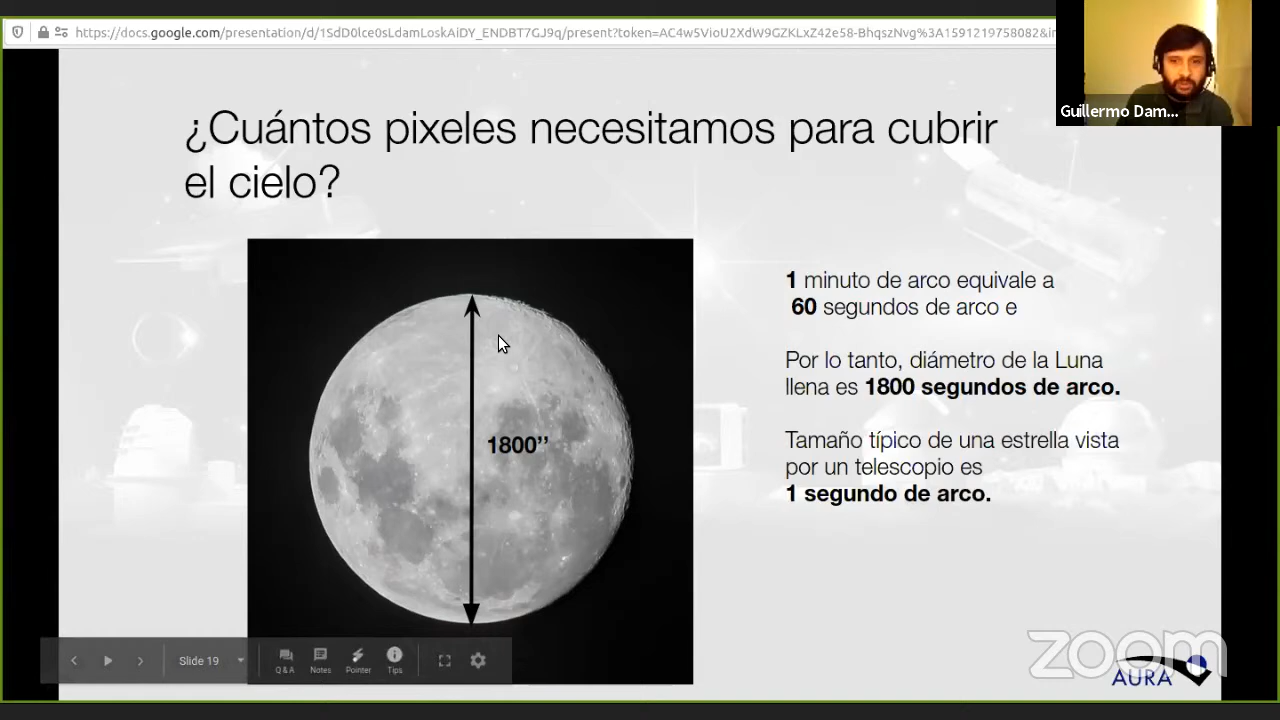 https://docs.google.com/presentation/d/1SdD0lce0sLdamLoskAiDY_ENDBT7GJ9q/present?token=AC4w5VioU2XdW9GZKLxZ42e58-BhqszNvg%3A1591219758082&i
Guillermo Dam...
¿Cuántos pixeles necesitamos para cubrir
el cielo?
1800’’
1 minuto de arco equivale a
60 segundos de arco e
Por lo tanto, diámetro de la Luna
llena es 1800 segundos de arco.
Tamaño típico de una estrella vista
por un telescopio es
1 segundo de arco.
Slide 19
Q & A
Notes
Pointer
Tips
zoom
AURA